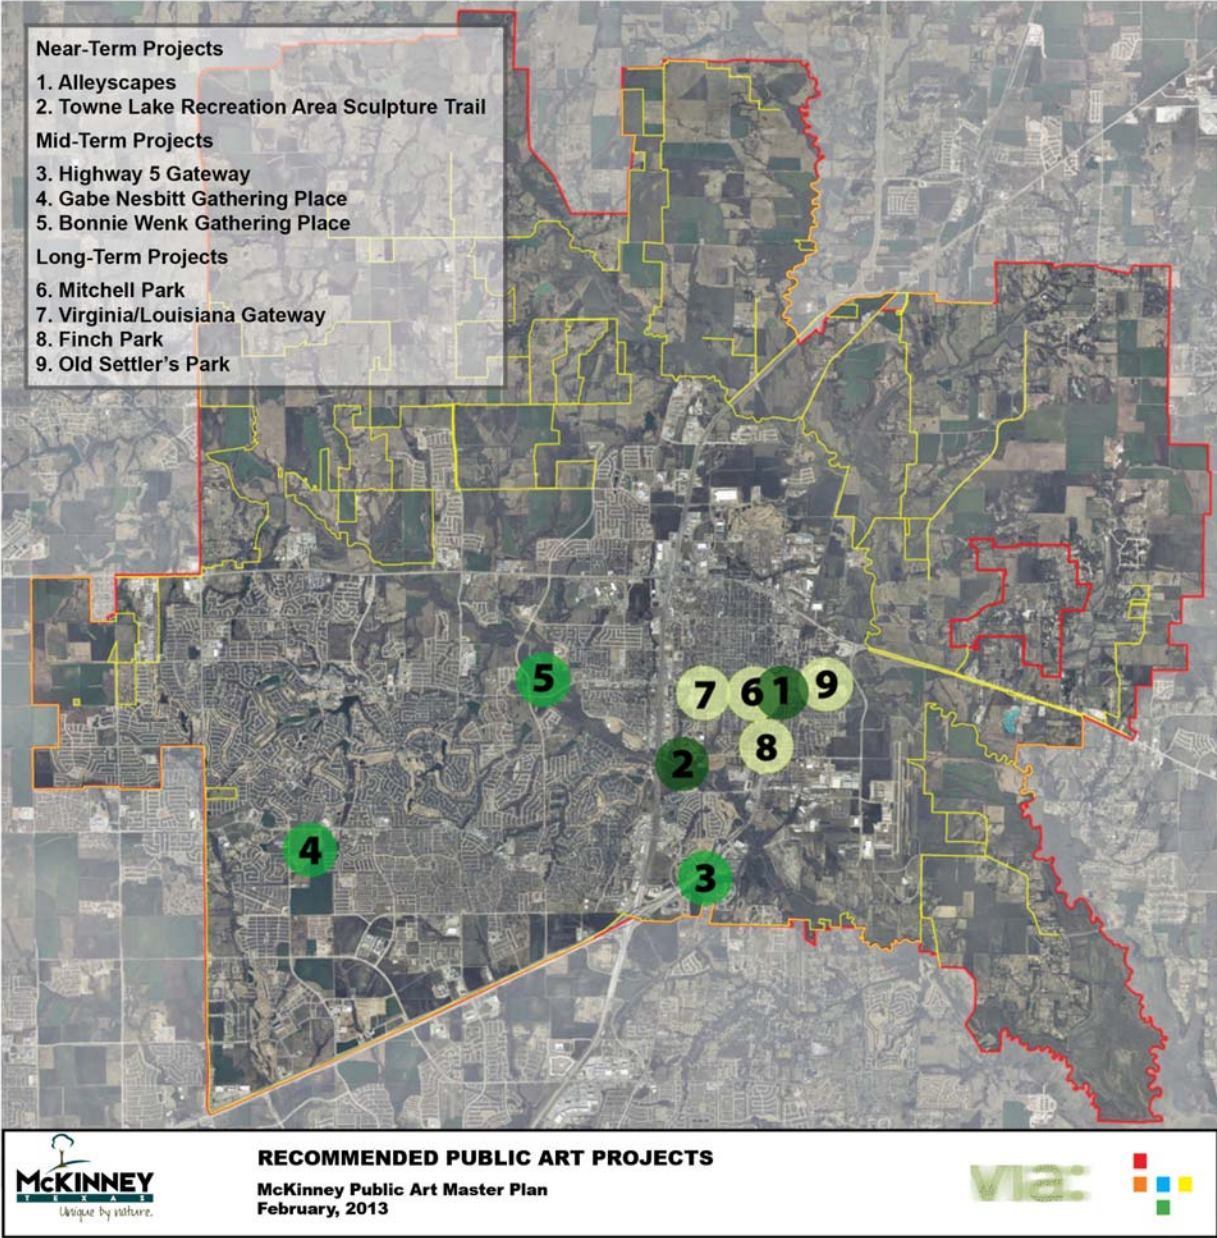 Near-Term Projects
1. Alleyscapes
2. Towne Lake Recreation Area Sculpture Trail
Mid-Term Projects
3. Highway 5 Gateway
4. Gabe Nesbitt Gathering Place
5. Bonnie Wenk Gathering Place
Long-Term Projects
6. Mitchell Park
7. Virginia/Louisiana Gateway
8. Finch Park
9. Old Settler's Park
5
7
6
1
9
8
2
4
3
McKINNEY
TEXAS
Unique by nature.
RECOMMENDED PUBLIC ART PROJECTS
McKinney Public Art Master Plan
February, 2013
via: